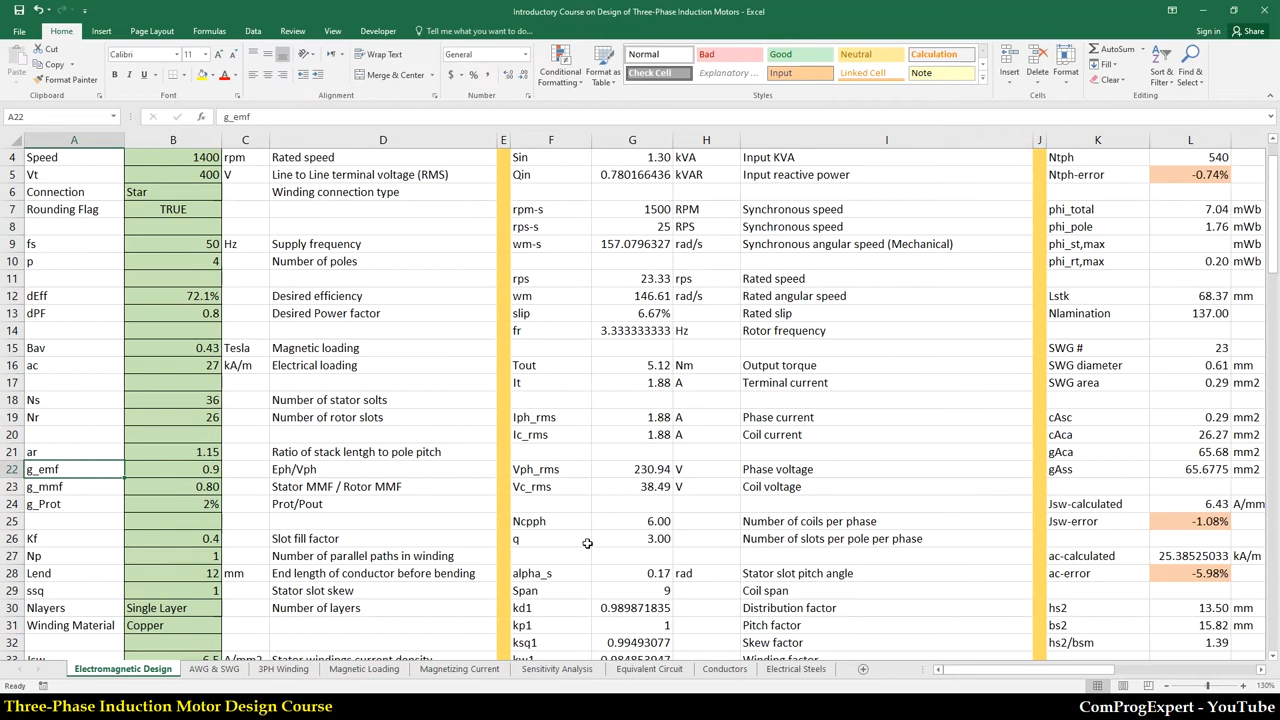 Introductory Course on Design of Three-Phase Induction Motors - Excel
Sign in Share
File Home Insert Page Layout Formulas Data Review View Developer Tell me what you want to do
Paste Cut Copy Format Painter Clipboard
Calibri 11 B I U A A Font
Wrap Text Merge & Center Alignment
General $ % , Number
Conditional Formatting Format as Table
Normal Bad Good Neutral Calculation
Check Cell Explanatory ... Input Linked Cell Note
Styles
Insert Delete Format Cells
AutoSum Fill Clear Sort & Filter Find & Select Editing
A22 fx g_emf
A B C D E F G H I J K L
4 Speed 1400 rpm Rated speed Sin 1.30 kVA Input KVA Ntph 540
5 Vt 400 V Line to Line terminal voltage (RMS) Qin 0.780166436 kVAR Input reactive power Ntph-error -0.74%
6 Connection Star Winding connection type
7 Rounding Flag TRUE rpm-s 1500 RPM Synchronous speed phi_total 7.04 mWb
8 rps-s 25 RPS Synchronous speed phi_pole 1.76 mWb
9 fs 50 Hz Supply frequency wm-s 157.0796327 rad/s Synchronous angular speed (Mechanical) phi_st,max mWb
10 p 4 Number of poles phi_rt,max 0.20 mWb
11 rps 23.33 rps Rated speed
12 dEff 72.1% Desired efficiency wm 146.61 rad/s Rated angular speed Lstk 68.37 mm
13 dPF 0.8 Desired Power factor slip 6.67% Rated slip Nlamination 137.00
14 fr 3.333333333 Hz Rotor frequency
15 Bav 0.43 Tesla Magnetic loading SWG # 23
16 ac 27 kA/m Electrical loading Tout 5.12 Nm Output torque SWG diameter 0.61 mm
17 It 1.88 A Terminal current SWG area 0.29 mm2
18 Ns 36 Number of stator solts
19 Nr 26 Number of rotor slots Iph_rms 1.88 A Phase current cAsc 0.29 mm2
20 Ic_rms 1.88 A Coil current cAca 26.27 mm2
21 ar 1.15 Ratio of stack lentgh to pole pitch gAca 65.68 mm2
22 g_emf 0.9 Eph/Vph Vph_rms 230.94 V Phase voltage gAss 65.6775 mm2
23 g_mmf 0.80 Stator MMF / Rotor MMF Vc_rms 38.49 V Coil voltage
24 g_Prot 2% Prot/Pout Jsw-calculated 6.43 A/mm
25 Ncpph 6.00 Number of coils per phase Jsw-error -1.08%
26 Kf 0.4 Slot fill factor q 3.00 Number of slots per pole per phase
27 Np 1 Number of parallel paths in winding ac-calculated 25.38525033 kA/m
28 Lend 12 mm End length of conductor before bending alpha_s 0.17 rad Stator slot pitch angle ac-error -5.98%
29 ssq 1 Stator slot skew Span 9 Coil span
30 Nlayers Single Layer Number of layers kd1 0.989871835 Distribution factor hs2 13.50 mm
31 Winding Material Copper kp1 1 Pitch factor bs2 15.82 mm
32 ksq1 0.99493077 Skew factor hs2/bsm 1.39
Electromagnetic Design AWG & SWG 3PH Winding Magnetic Loading Magnetizing Current Sensitivity Analysis Equivalent Circuit Conductors Electrical Steels
Ready 130%
Three-Phase Induction Motor Design Course ComProgExpert - YouTube